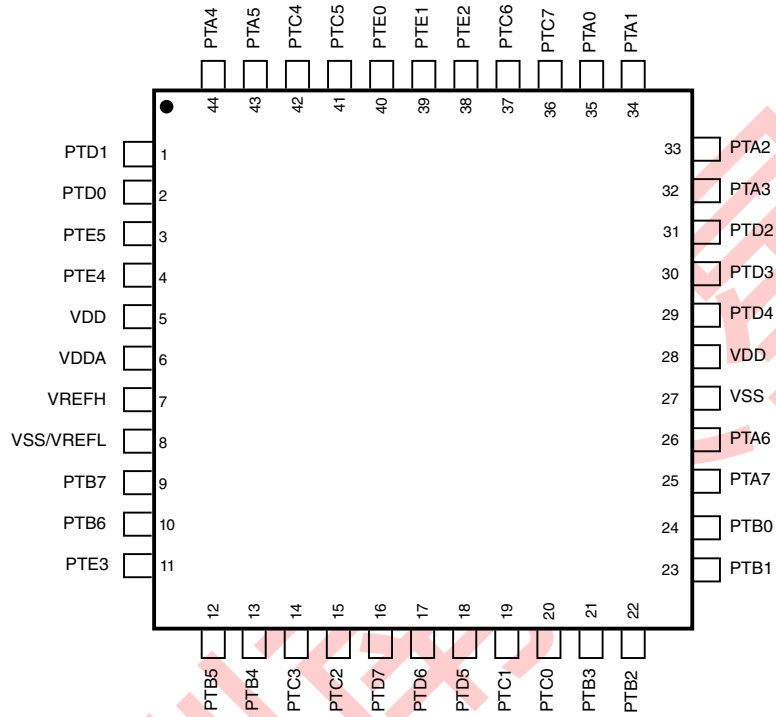 PTA4 PTA5 PTC4 PTC5 PTE0 PTE1 PTE2 PTC6 PTC7 PTA0 PTA1
44 43 42 41 40 39 38 37 36 35 34
PTD1 1 33 PTA2
PTD0 2 32 PTA3
PTE5 3 31 PTD2
PTE4 4 30 PTD3
VDD 5 29 PTD4
VDDA 6 28 VDD
VREFH 7 27 VSS
VSS/VREFL 8 26 PTA6
PTB7 9 25 PTA7
PTB6 10 24 PTB0
PTE3 11 23 PTB1
12 13 14 15 16 17 18 19 20 21 22
PTB5 PTB4 PTC3 PTC2 PTD7 PTD6 PTD5 PTC1 PTC0 PTB3 PTB2